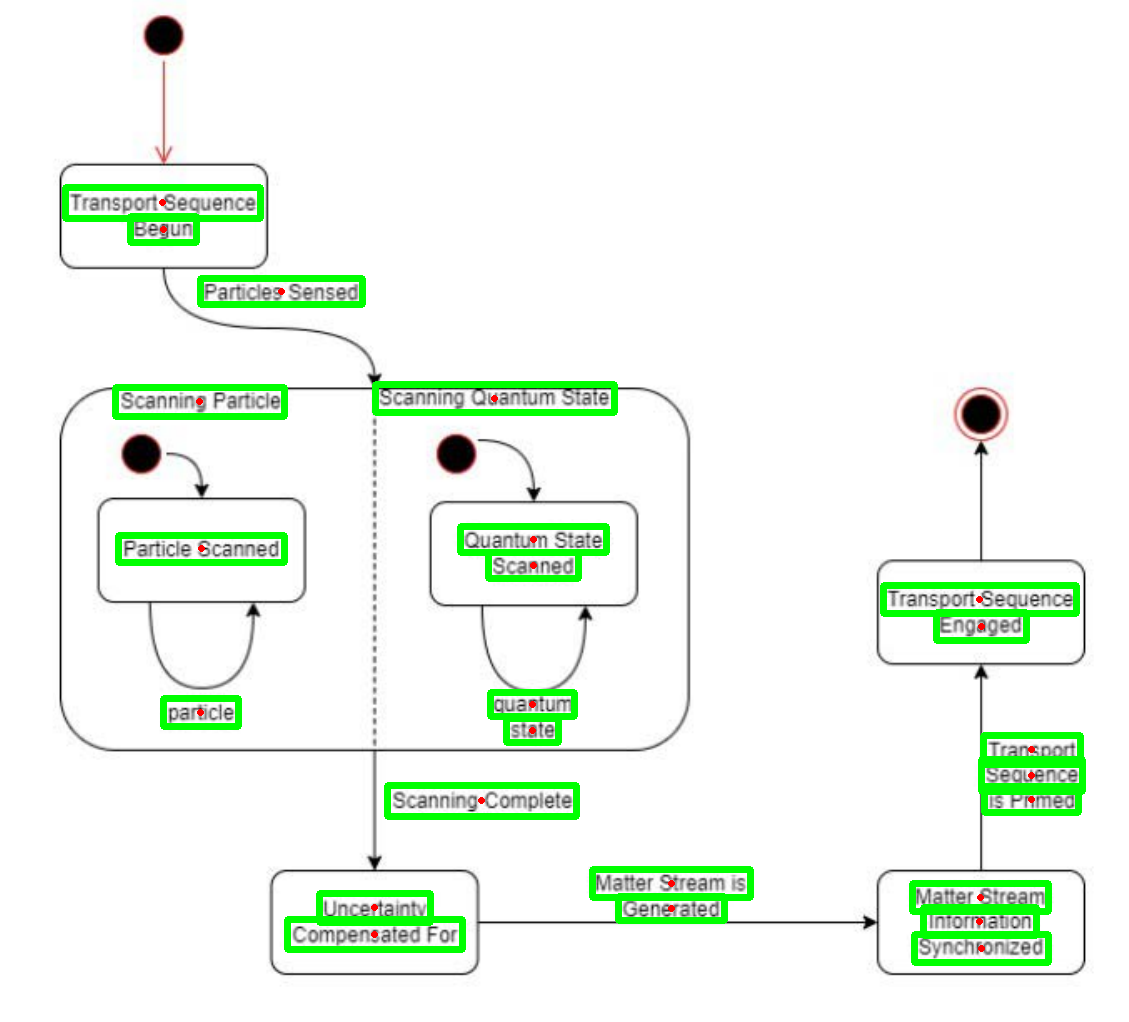 Transport Sequence
Begun
Particles Sensed
Scanning Particle
Scanning Quantum State
Particle Scanned
Quantum State
Scanned
particle
quantum
state
Scanning Complete
Uncertainty
Compensated For
Matter Stream is
Generated
Matter Stream
Information
Synchronized
Transport
Sequence
is Primed
Transport Sequence
Engaged